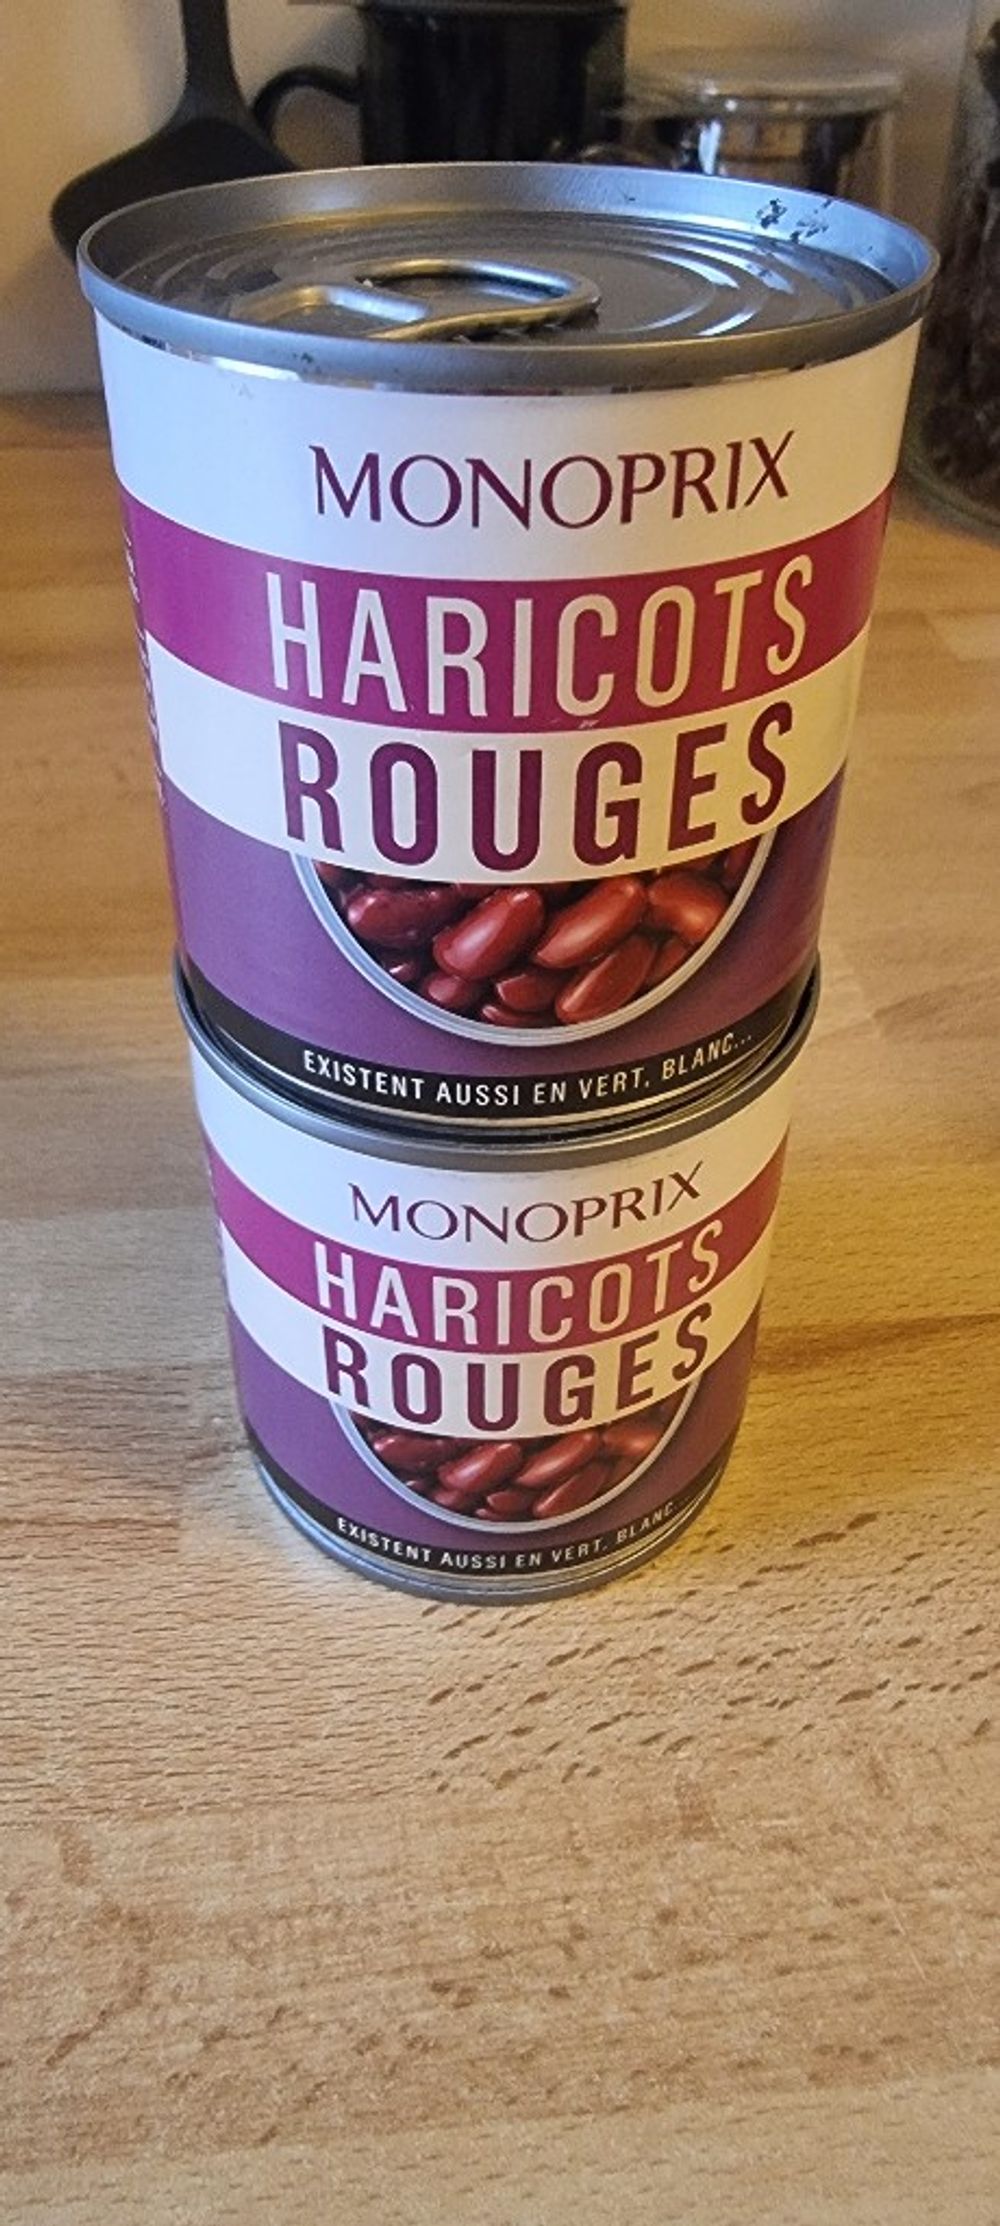 MONOPRIX
HARICOTS
ROUGES
EXISTENT AUSSI EN VERT, BLANC...
MONOPRIX
HARICOTS
ROUGES
EXISTENT AUSSI EN VERT, BLANC...